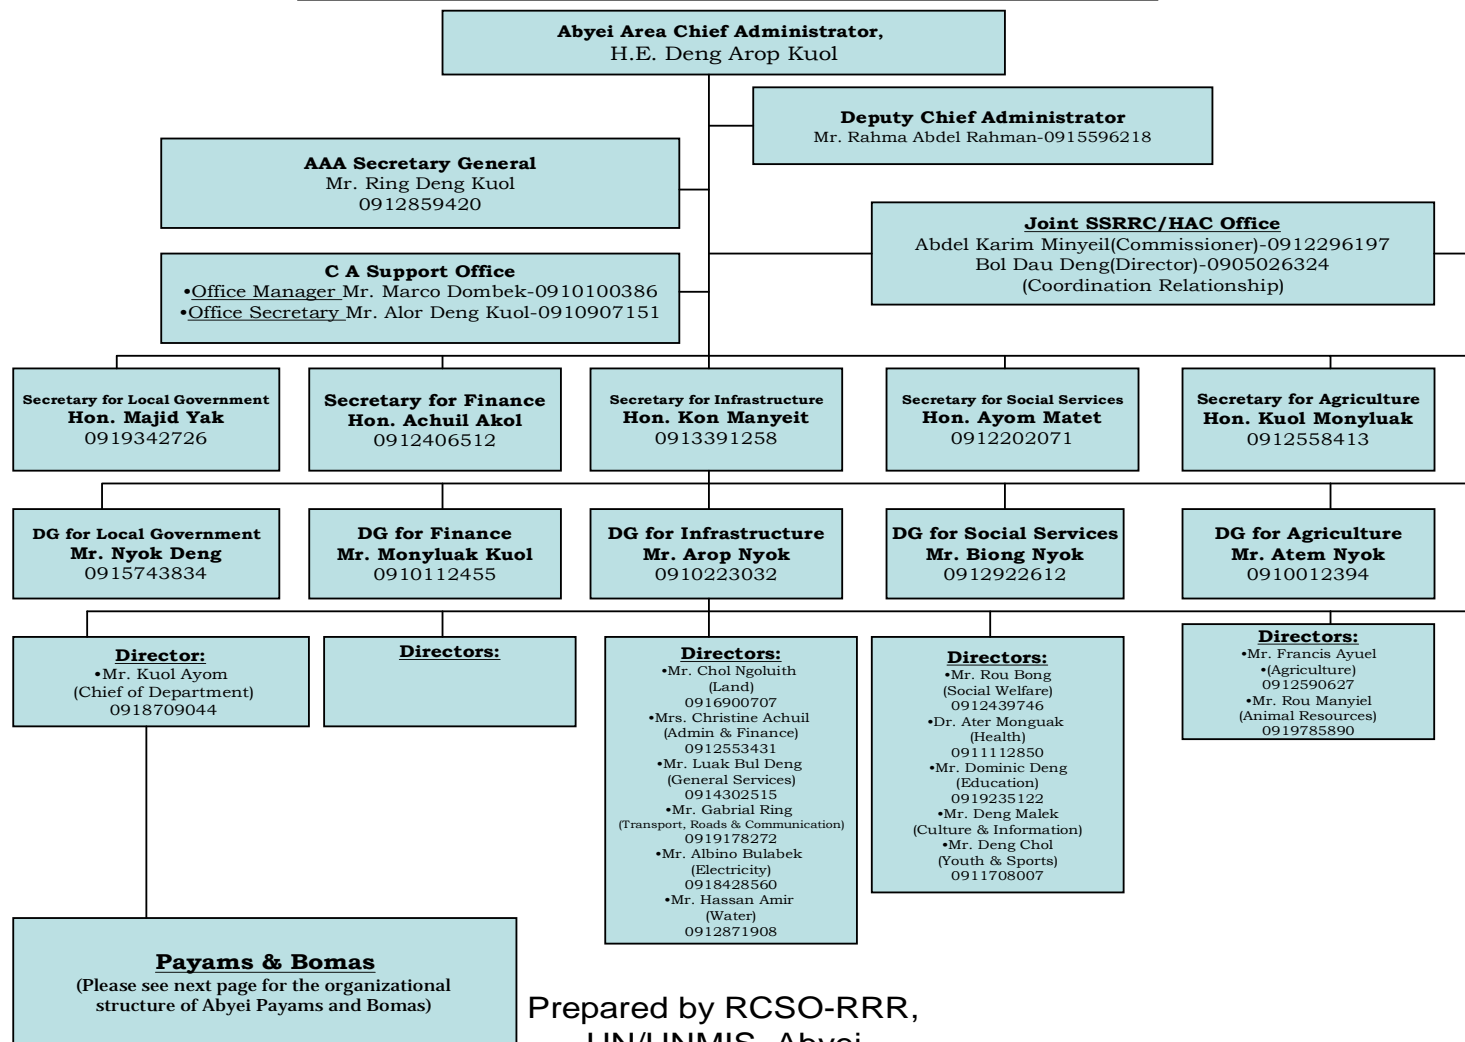 Abyei Area Chief Administrator,
H.E. Deng Arop Kuol
Deputy Chief Administrator
Mr. Rahma Abdel Rahman-0915596218
AAA Secretary General
Mr. Ring Deng Kuol
0912859420
Joint SSRRC/HAC Office
Abdel Karim Minyeil(Commissioner)-0912296197
Bol Dau Deng(Director)-0905026324
(Coordination Relationship)
C A Support Office
•Office Manager Mr. Marco Dombek-0910100386
•Office Secretary Mr. Alor Deng Kuol-0910907151
Secretary for Local Government
Hon. Majid Yak
0919342726
Secretary for Finance
Hon. Achuil Akol
0912406512
Secretary for Infrastructure
Hon. Kon Manyeit
0913391258
Secretary for Social Services
Hon. Ayom Matet
0912202071
Secretary for Agriculture
Hon. Kuol Monyluak
0912558413
DG for Local Government
Mr. Nyok Deng
0915743834
DG for Finance
Mr. Monyluak Kuol
0910112455
DG for Infrastructure
Mr. Arop Nyok
0910223032
DG for Social Services
Mr. Biong Nyok
0912922612
DG for Agriculture
Mr. Atem Nyok
0910012394
Director:
•Mr. Kuol Ayom
(Chief of Department)
0918709044
Directors:
Directors:
•Mr. Chol Ngoluith
(Land)
0916900707
•Mrs. Christine Achuil
(Admin & Finance)
0912553431
•Mr. Luak Bul Deng
(General Services)
0914302515
•Mr. Gabrial Ring
(Transport, Roads & Communication)
0919178272
•Mr. Albino Bulabek
(Electricity)
0918428560
•Mr. Hassan Amir
(Water)
0912871908
Directors:
•Mr. Rou Bong
(Social Welfare)
0912439746
•Dr. Ater Monguak
(Health)
0911112850
•Mr. Dominic Deng
(Education)
0919235122
•Mr. Deng Malek
(Culture & Information)
•Mr. Deng Chol
(Youth & Sports)
0911708007
Directors:
•Mr. Francis Ayuel
•(Agriculture)
0912590627
•Mr. Rou Manyiel
(Animal Resources)
0919785890
Payams & Bomas
(Please see next page for the organizational
structure of Abyei Payams and Bomas)
Prepared by RCSO-RRR,
UN/UNMIS, Abyei